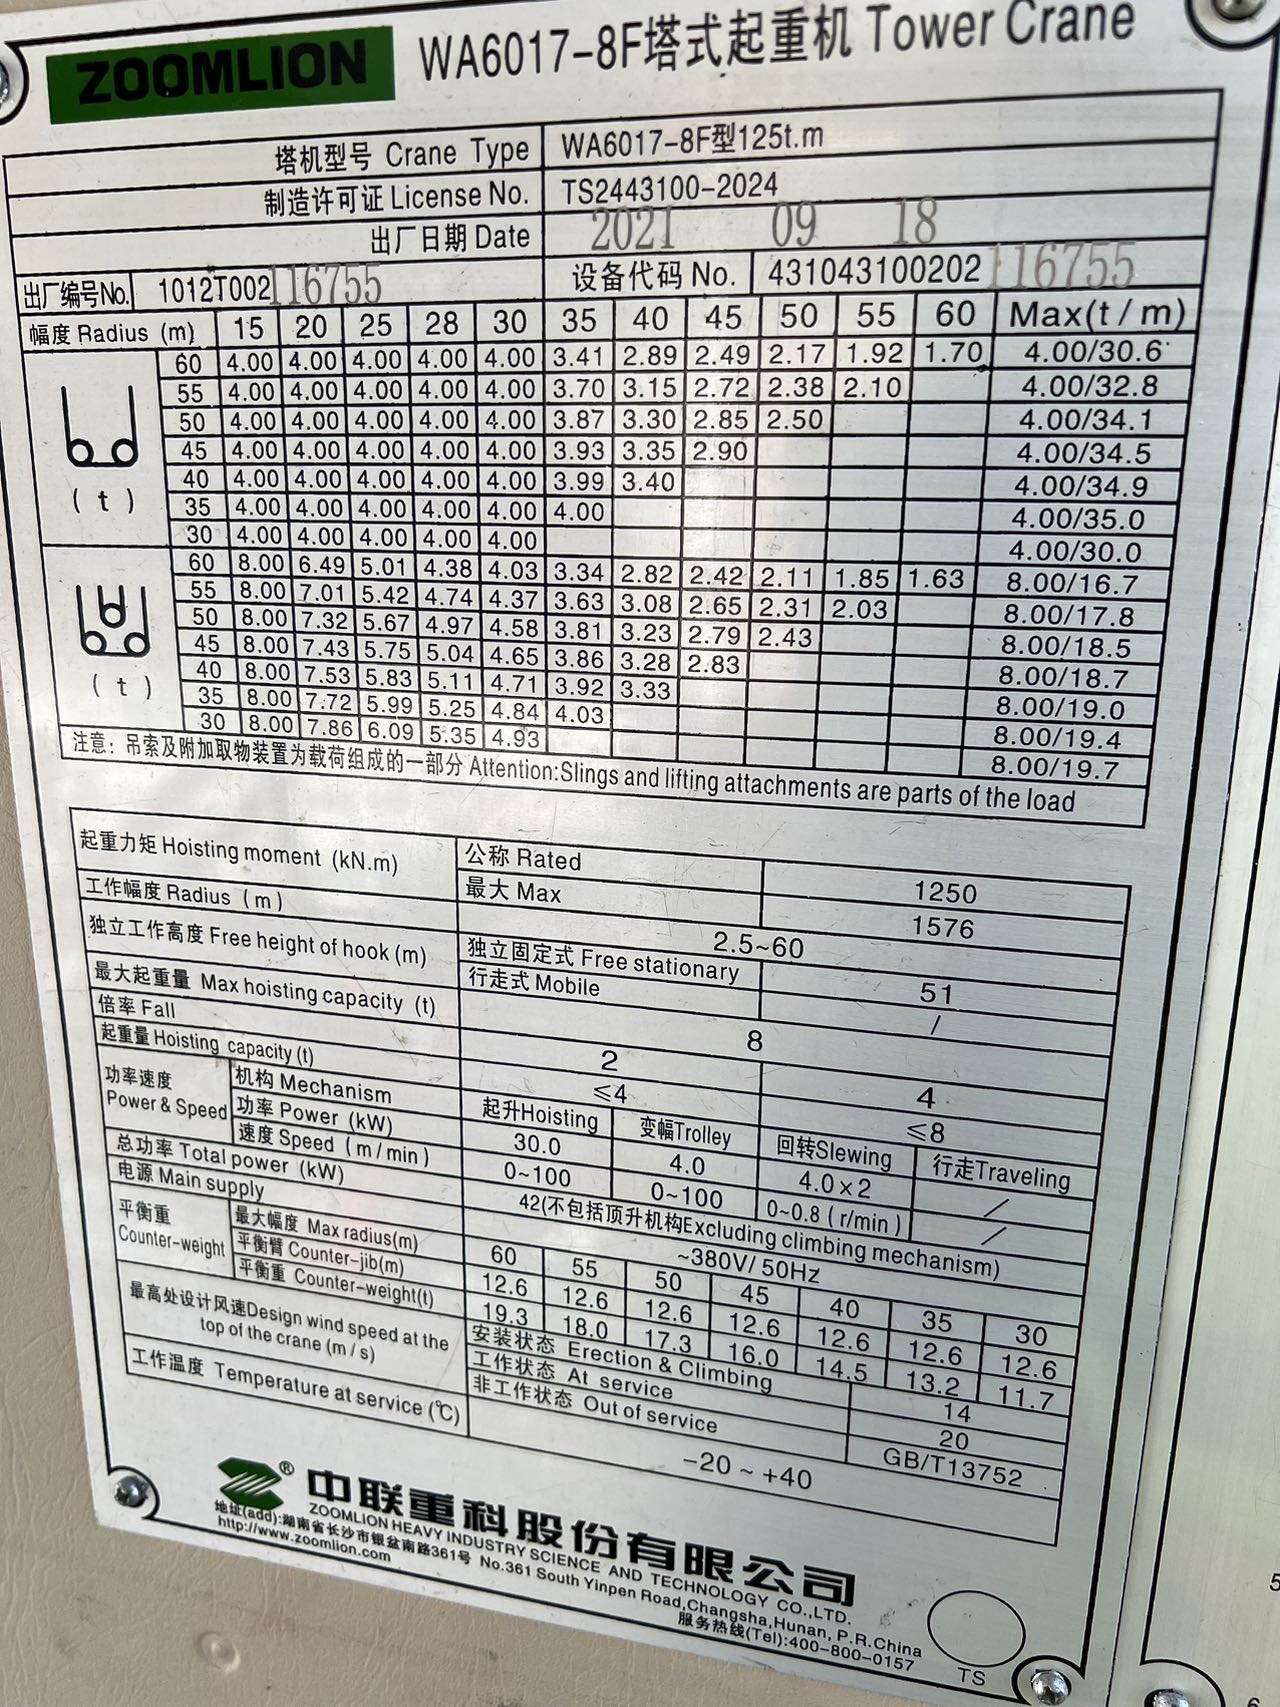 ZOOMLION WA6017-8F塔式起重机 Tower Crane
塔机型号 Crane Type WA6017-8F型125t.m
制造许可证 License No. TS2443100-2024
出厂日期 Date 2021 09 18
出厂编号No. 1012T002116755 设备代码 No. 431043100202116755
幅度 Radius (m) 15 20 25 28 30 35 40 45 50 55 60 Max(t/m)
60 4.00 4.00 4.00 4.00 4.00 3.41 2.89 2.49 2.17 1.92 1.70 4.00/30.6
55 4.00 4.00 4.00 4.00 4.00 3.70 3.15 2.72 2.38 2.10 4.00/32.8
50 4.00 4.00 4.00 4.00 4.00 3.87 3.30 2.85 2.50 4.00/34.1
45 4.00 4.00 4.00 4.00 4.00 3.93 3.35 2.90 4.00/34.5
40 4.00 4.00 4.00 4.00 4.00 3.99 3.40 4.00/34.9
(t)
35 4.00 4.00 4.00 4.00 4.00 4.00 4.00/35.0
30 4.00 4.00 4.00 4.00 4.00 4.00/30.0
60 8.00 6.49 5.01 4.38 4.03 3.34 2.82 2.42 2.11 1.85 1.63 8.00/16.7
55 8.00 7.01 5.42 4.74 4.37 3.63 3.08 2.65 2.31 2.03 8.00/17.8
50 8.00 7.32 5.67 4.97 4.58 3.81 3.23 2.79 2.43 8.00/18.5
45 8.00 7.43 5.75 5.04 4.65 3.86 3.28 2.83 8.00/18.7
40 8.00 7.53 5.83 5.11 4.71 3.92 3.33 8.00/19.0
(t)
35 8.00 7.72 5.99 5.25 4.84 4.03 8.00/19.4
30 8.00 7.86 6.09 5.35 4.93 8.00/19.7
注意: 吊索及附加取物装置为载荷组成的一部分 Attention:Slings and lifting attachments are parts of the load
起重力矩 Hoisting moment (kN.m) 公称 Rated 1250
最大 Max 1576
工作幅度 Radius (m) 2.5~60
独立工作高度 Free height of hook (m) 独立固定式 Free stationary 51
行走式 Mobile /
最大起重量 Max hoisting capacity (t) 8
倍率 Fall 2 4
起重量 Hoisting capacity(t) ≤4 ≤8
功率速度 Power & Speed 机构 Mechanism 起升Hoisting 变幅Trolley 回转Slewing 行走Traveling
功率 Power (kW) 30.0 4.0 4.0×2 /
速度 Speed (m/min) 0~100 0~100 0~0.8 (r/min) /
总功率 Total power (kW) 42(不包括顶升机构Excluding climbing mechanism)
电源 Main supply ~380V/ 50Hz
平衡重 Counter-weight 最大幅度 Max radius(m) 60 55 50 45 40 35 30
平衡臂 Counter-jib(m) 12.6 12.6 12.6 12.6 12.6 12.6 12.6
平衡重 Counter-weight(t) 19.3 18.0 17.3 16.0 14.5 13.2 11.7
最高处设计风速Design wind speed at the top of the crane (m/s) 安装状态 Erection & Climbing 14
工作状态 At service 20
非工作状态 Out of service GB/T13752
工作温度 Temperature at service (℃) -20 ~ +40
® 中联重科股份有限公司
ZOOMLION HEAVY INDUSTRY SCIENCE AND TECHNOLOGY CO.,LTD.
地址(add):湖南省长沙市银盆南路361号 No.361 South Yinpen Road,Changsha,Hunan, P.R.China
http://www.zoomlion.com 服务热线(Tel):400-800-0157
TS